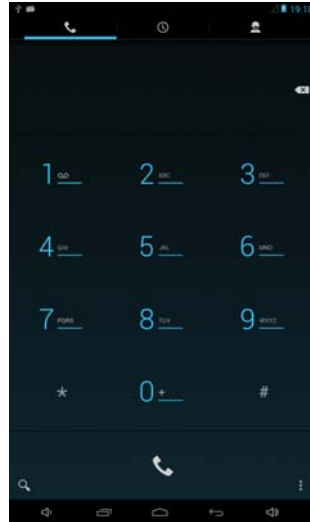 19:10
1
2 ABC
3 DEF
4 GHI
5 JKL
6 MNO
7 PQRS
8 TUV
9 WXYZ
*
0 +
#